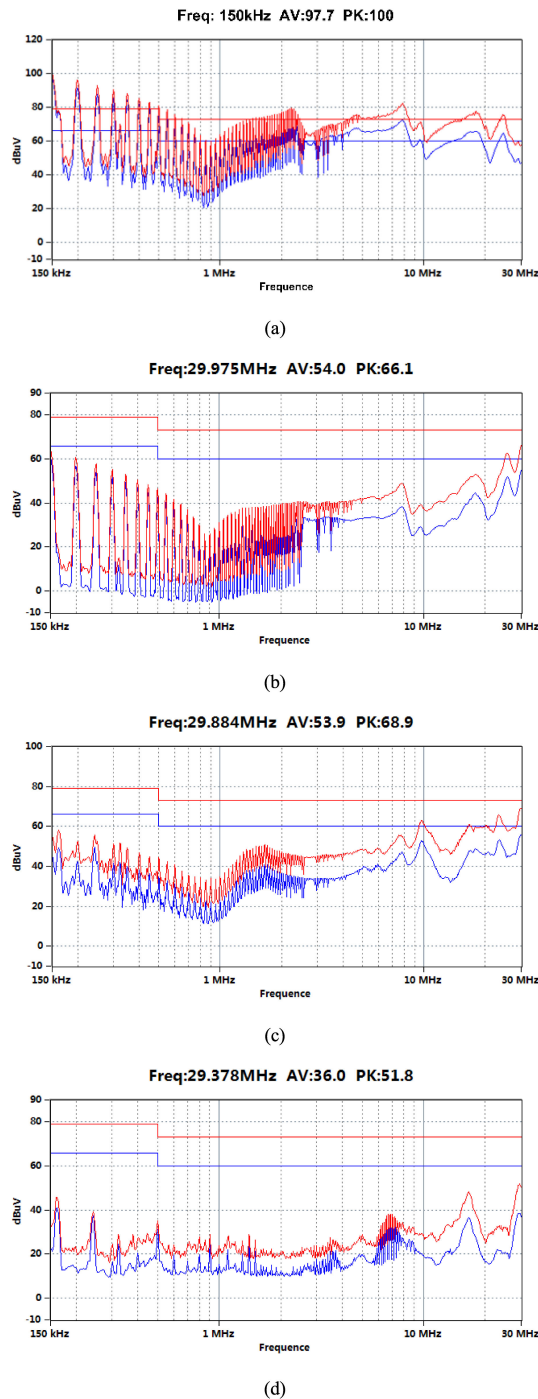 Freq: 150kHz AV:97.7 PK:100
120
100
80
60
40
20
0
-10
dBuV
150 kHz 1 MHz 10 MHz 30 MHz
Frequence
(a)
Freq:29.975MHz AV:54.0 PK:66.1
90
80
60
40
20
0
-10
dBuV
150 kHz 1 MHz 10 MHz 30 MHz
Frequence
(b)
Freq:29.884MHz AV:53.9 PK:68.9
100
80
60
40
20
0
-10
dBuV
150 kHz 1 MHz 10 MHz 30 MHz
Frequence
(c)
Freq:29.378MHz AV:36.0 PK:51.8
90
80
60
40
20
0
-10
dBuV
150 kHz 1 MHz 10 MHz 30 MHz
Frequence
(d)